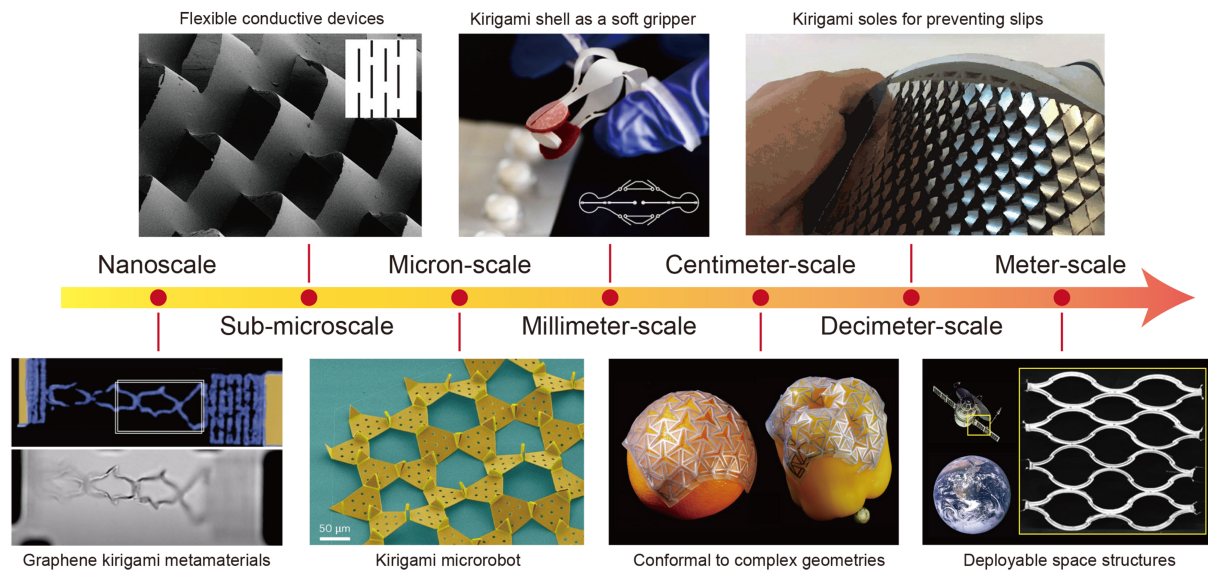 Flexible conductive devices
Kirigami shell as a soft gripper
Kirigami soles for preventing slips
Nanoscale
Micron-scale
Centimeter-scale
Meter-scale
Sub-microscale
Millimeter-scale
Decimeter-scale
50 μm
Graphene kirigami metamaterials
Kirigami microrobot
Conformal to complex geometries
Deployable space structures